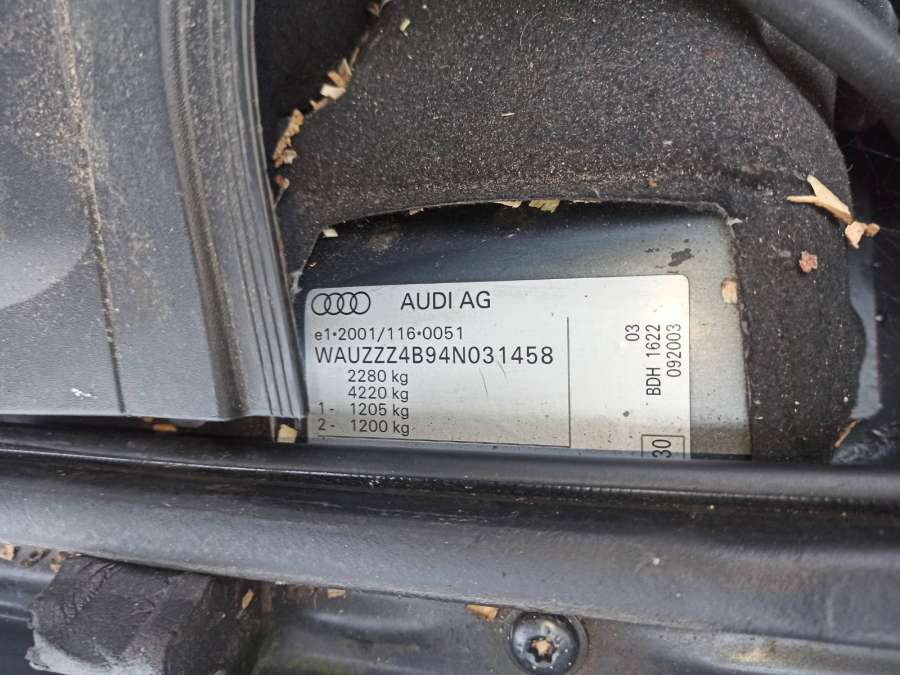 AUDI AG
e1*2001/116*0051
WAUZZZ4B94N031458
2280 kg
4220 kg
1- 1205 kg
2- 1200 kg
03
BDH 1622
092003
30